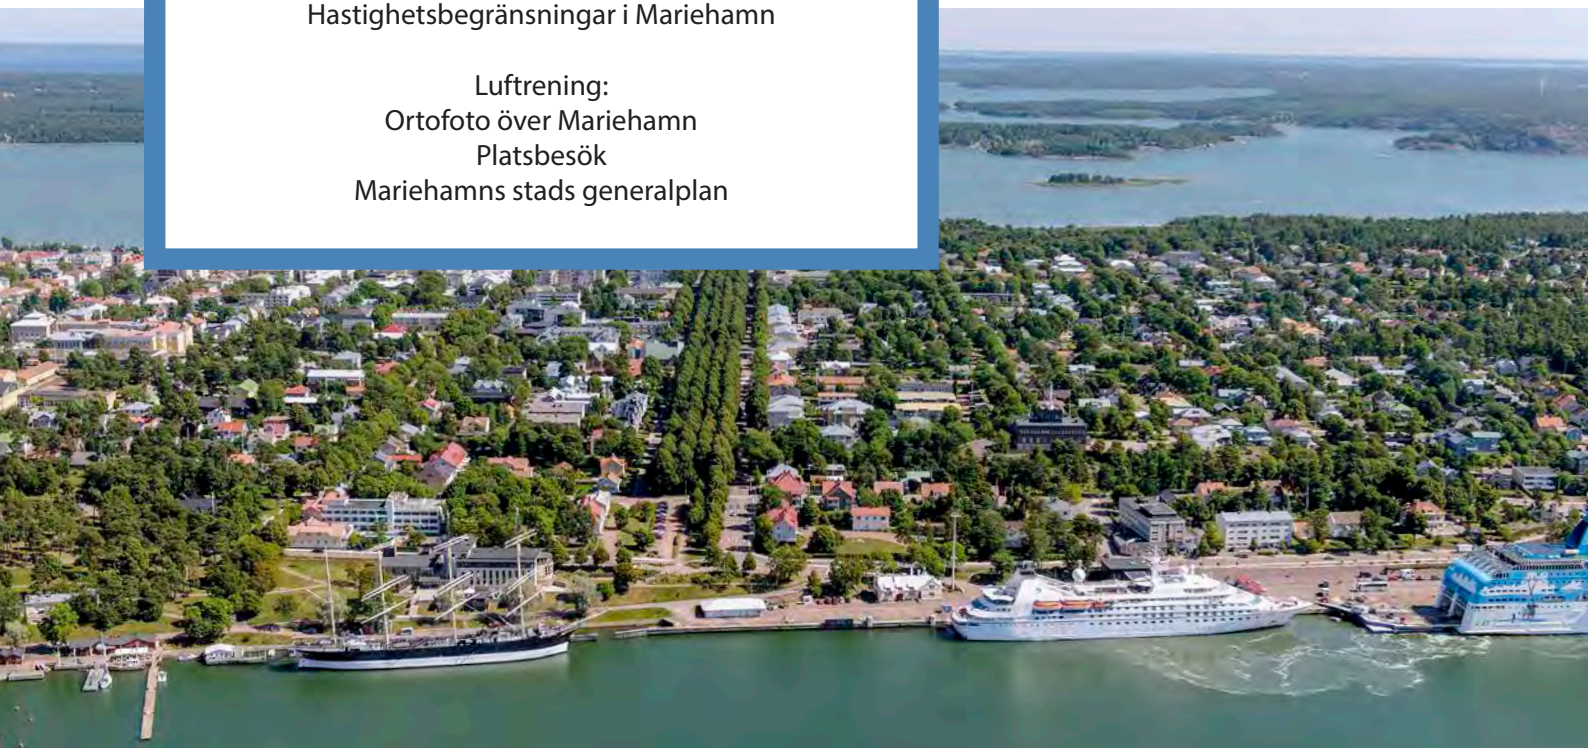 Hastighetsbegränsningar i Mariehamn
Luftrening:
Ortofoto över Mariehamn
Platsbesök
Mariehamns stads generalplan